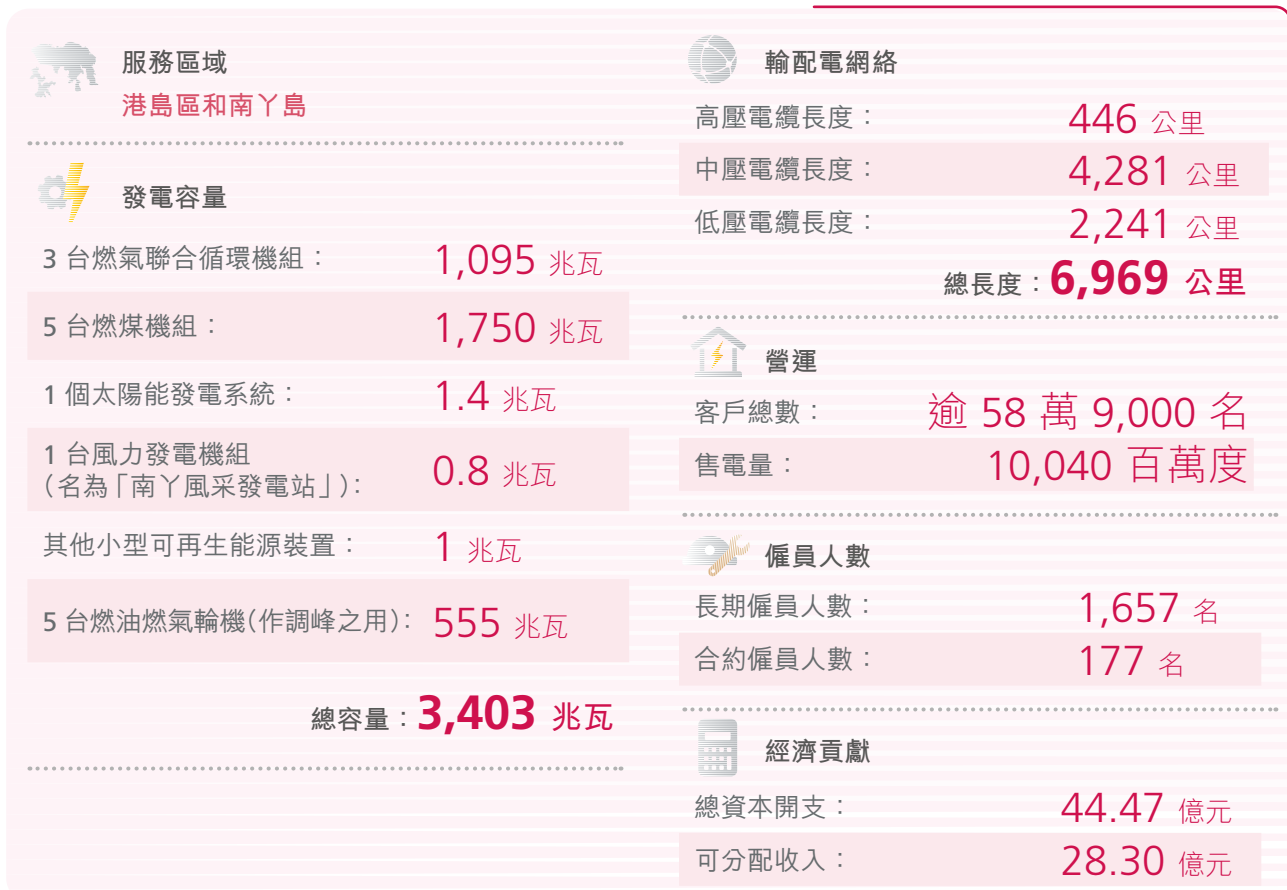 服務區域
港島區和南丫島
發電容量
3 台燃氣聯合循環機組： 1,095 兆瓦
5 台燃煤機組： 1,750 兆瓦
1 個太陽能發電系統： 1.4 兆瓦
1 台風力發電機組
（名為「南丫風采發電站」）： 0.8 兆瓦
其他小型可再生能源裝置： 1 兆瓦
5 台燃油燃氣輪機（作調峰之用）： 555 兆瓦
總容量：3,403 兆瓦
輸配電網絡
高壓電纜長度： 446 公里
中壓電纜長度： 4,281 公里
低壓電纜長度： 2,241 公里
總長度：6,969 公里
營運
客戶總數： 逾 58 萬 9,000 名
售電量： 10,040 百萬度
僱員人數
長期僱員人數： 1,657 名
合約僱員人數： 177 名
經濟貢獻
總資本開支： 44.47 億元
可分配收入： 28.30 億元